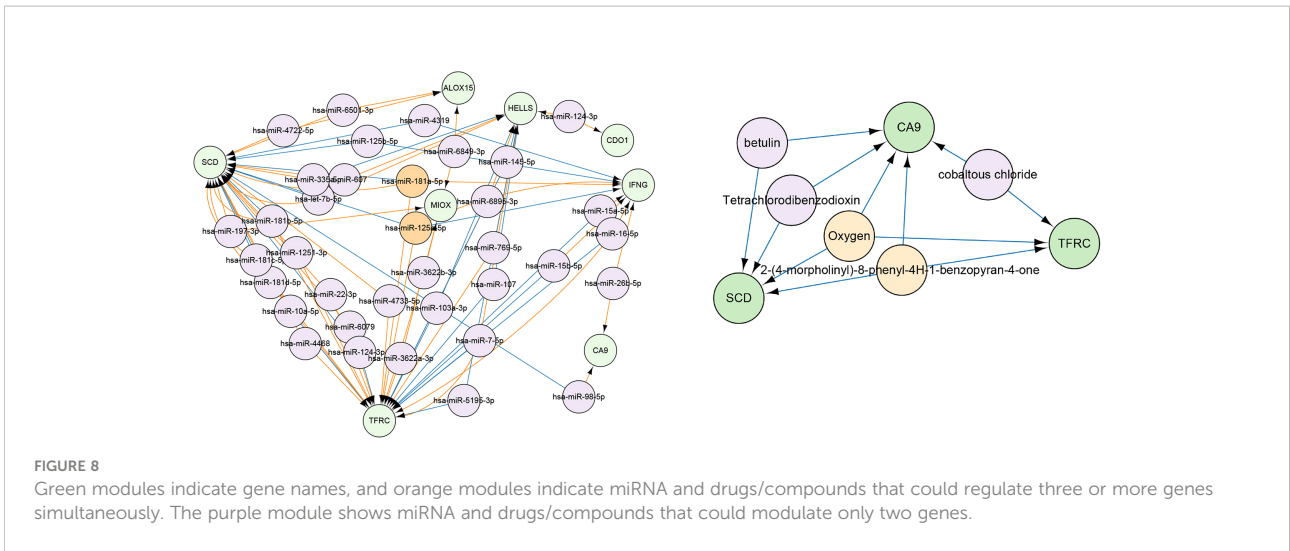 ALOX15
hsa-miR-6501-3p
HELLS
hsa-miR-4319
hsa-miR-124-3p
hsa-miR-4722-5p
hsa-miR-125b-5p
CDO1
hsa-miR-6849-3p
SCD
hsa-miR-145-5p
hsa-miR-607
hsa-miR-181a-5p
IFNG
hsa-let-7b-5p
MIOX
hsa-miR-6895-3p
hsa-miR-15a-5p
hsa-miR-181b-5p
hsa-miR-197-3p
hsa-miR-16-5p
hsa-miR-769-5p
hsa-miR-1251-3p
hsa-miR-181c-5p
hsa-miR-3622b-3p
hsa-miR-15b-5p
hsa-miR-181d-5p
hsa-miR-107
hsa-miR-26b-5p
hsa-miR-22-3p
hsa-miR-4733-5p
hsa-miR-103a-3p
hsa-miR-10a-5p
hsa-miR-6079
hsa-miR-7-5p
hsa-miR-4468
hsa-miR-124-3p
hsa-miR-3622a-3p
CA9
hsa-miR-5195-3p
hsa-miR-98-5p
TFRC
CA9
betulin
cobaltous chloride
Tetrachlorodibenzodioxin
Oxygen
TFRC
2-(4-morpholinyl)-8-phenyl-4H-1-benzopyran-4-one
SCD
FIGURE 8
Green modules indicate gene names, and orange modules indicate miRNA and drugs/compounds that could regulate three or more genes
simultaneously. The purple module shows miRNA and drugs/compounds that could modulate only two genes.